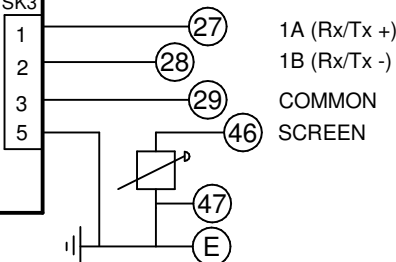 SK3
1 27 1A (Rx/Tx +)
2 28 1B (Rx/Tx -)
3 29 COMMON
5 46 SCREEN
47
E